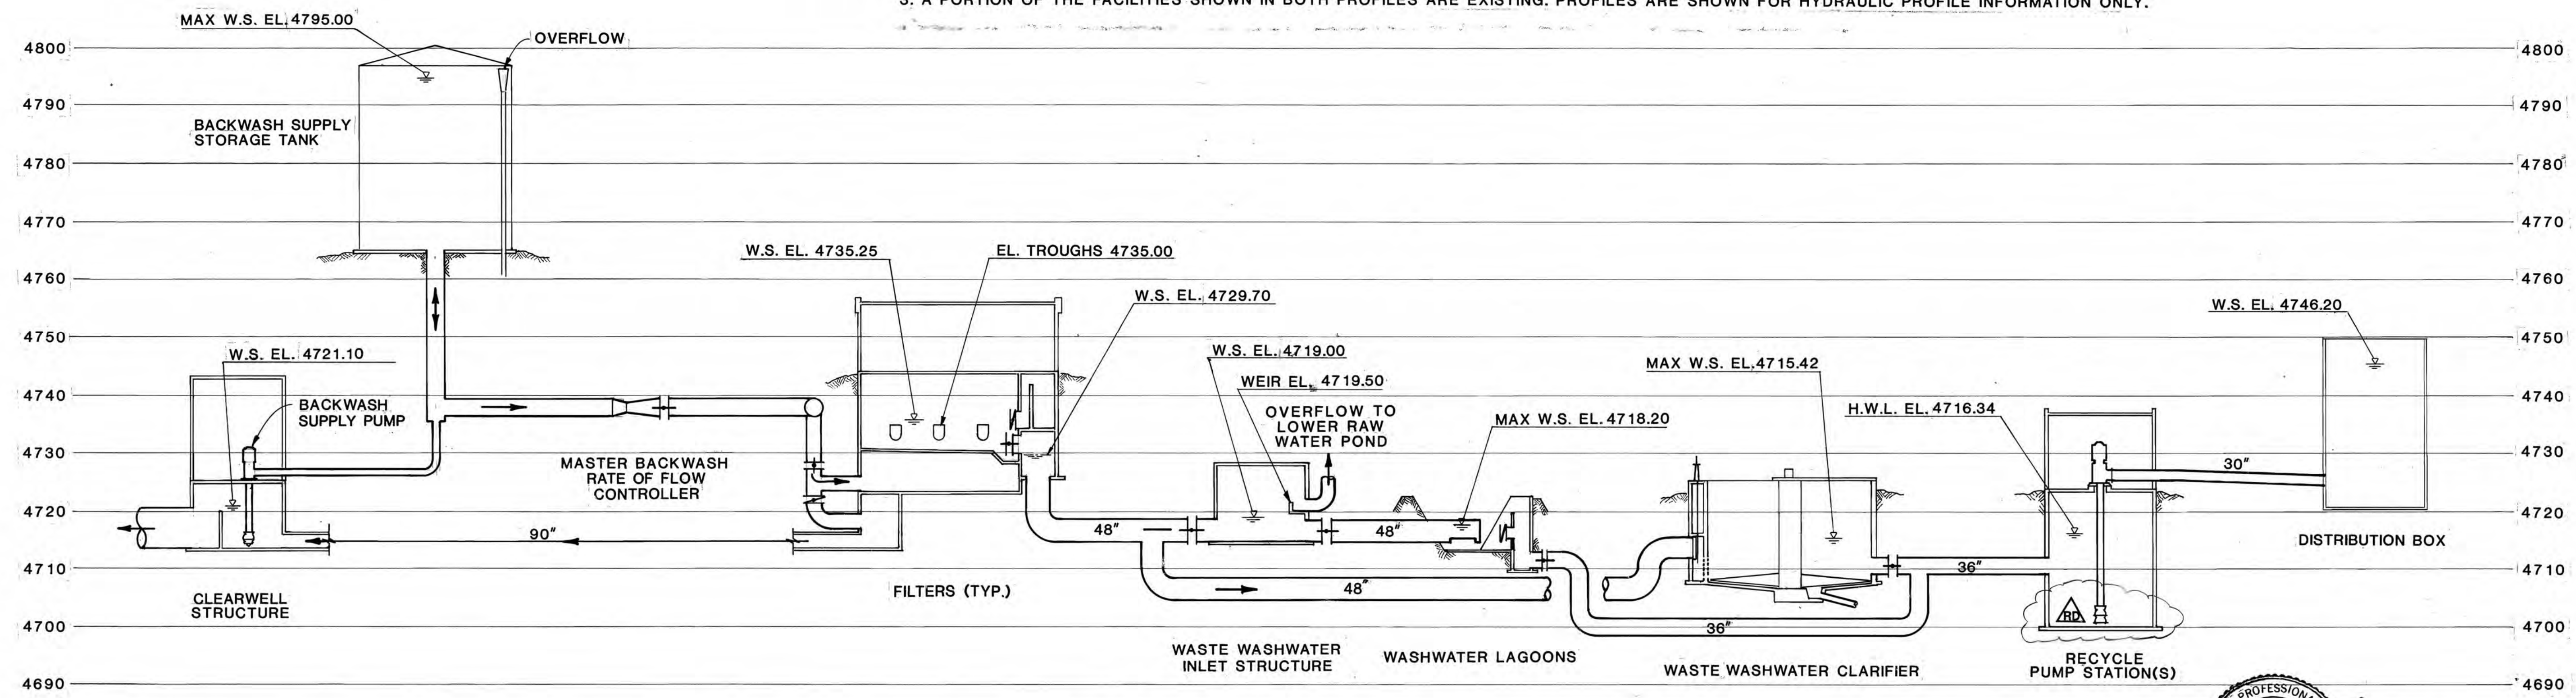 3. A PORTION OF THE FACILITIES SHOWN IN BOTH PROFILES ARE EXISTING. PROFILES ARE SHOWN FOR HYDRAULIC PROFILE INFORMATION ONLY.
MAX W.S. EL. 4795.00
OVERFLOW
4800
4800
4790
4790
BACKWASH SUPPLY
STORAGE TANK
4780
4780
4770
4770
W.S. EL. 4735.25
EL. TROUGHS 4735.00
4760
4760
W.S. EL. 4729.70
W.S. EL. 4746.20
4750
4750
W.S. EL. 4721.10
W.S. EL. 4719.00
MAX W.S. EL. 4715.42
WEIR EL. 4719.50
4740
4740
BACKWASH
SUPPLY PUMP
OVERFLOW TO
LOWER RAW
WATER POND
MAX W.S. EL. 4718.20
H.W.L. EL. 4716.34
4730
4730
MASTER BACKWASH
RATE OF FLOW
CONTROLLER
30"
4720
4720
90"
48"
48"
DISTRIBUTION BOX
4710
4710
36"
CLEARWELL
STRUCTURE
FILTERS (TYP.)
48"
RD
4700
4700
36"
WASTE WASHWATER
INLET STRUCTURE
WASHWATER LAGOONS
WASTE WASHWATER CLARIFIER
RECYCLE
PUMP STATION(S)
4690
4690
PROFESSIONA